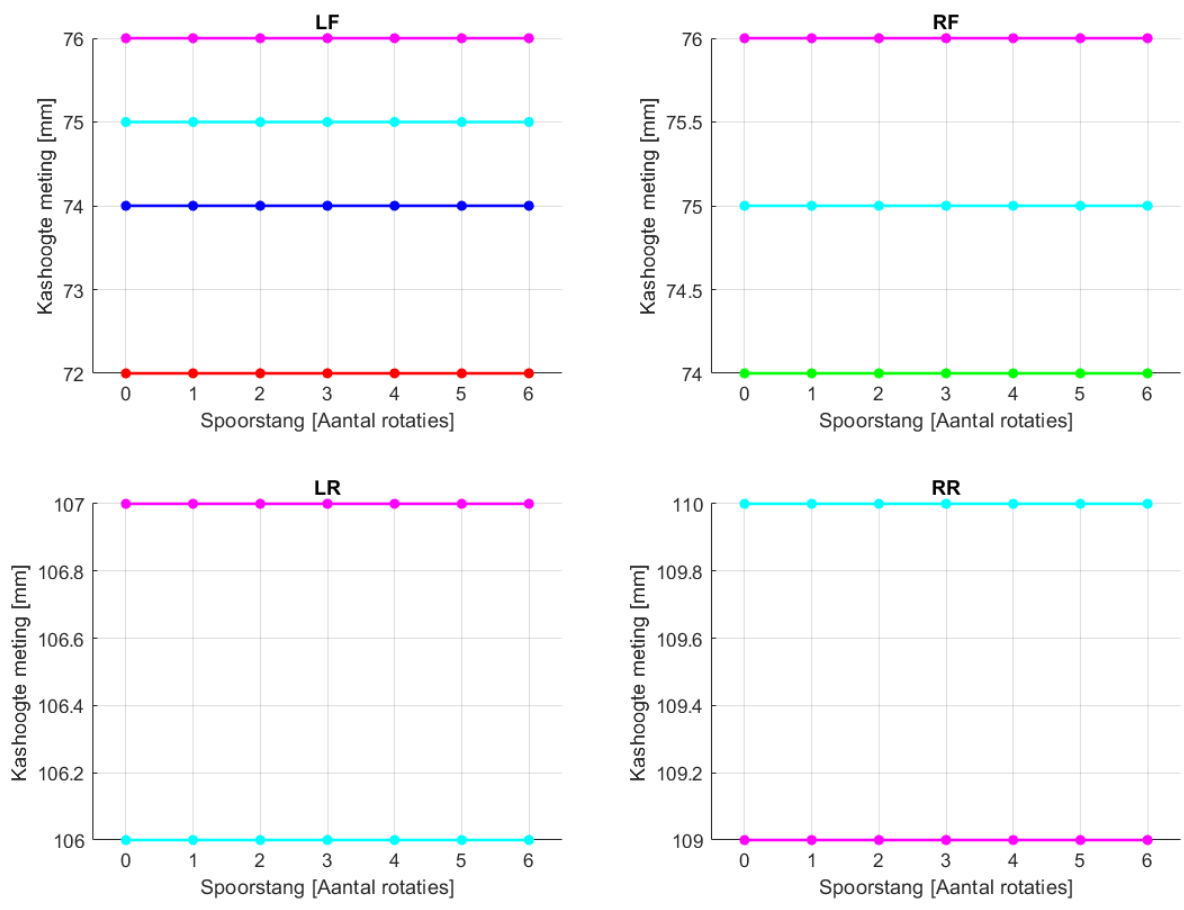 LF
76
75
74
73
72
Kashoogte meting [mm]
0 1 2 3 4 5 6
Spoorstang [Aantal rotaties]
RF
76
75.5
75
74.5
74
Kashoogte meting [mm]
0 1 2 3 4 5 6
Spoorstang [Aantal rotaties]
LR
107
106.8
106.6
106.4
106.2
106
Kashoogte meting [mm]
0 1 2 3 4 5 6
Spoorstang [Aantal rotaties]
RR
110
109.8
109.6
109.4
109.2
109
Kashoogte meting [mm]
0 1 2 3 4 5 6
Spoorstang [Aantal rotaties]